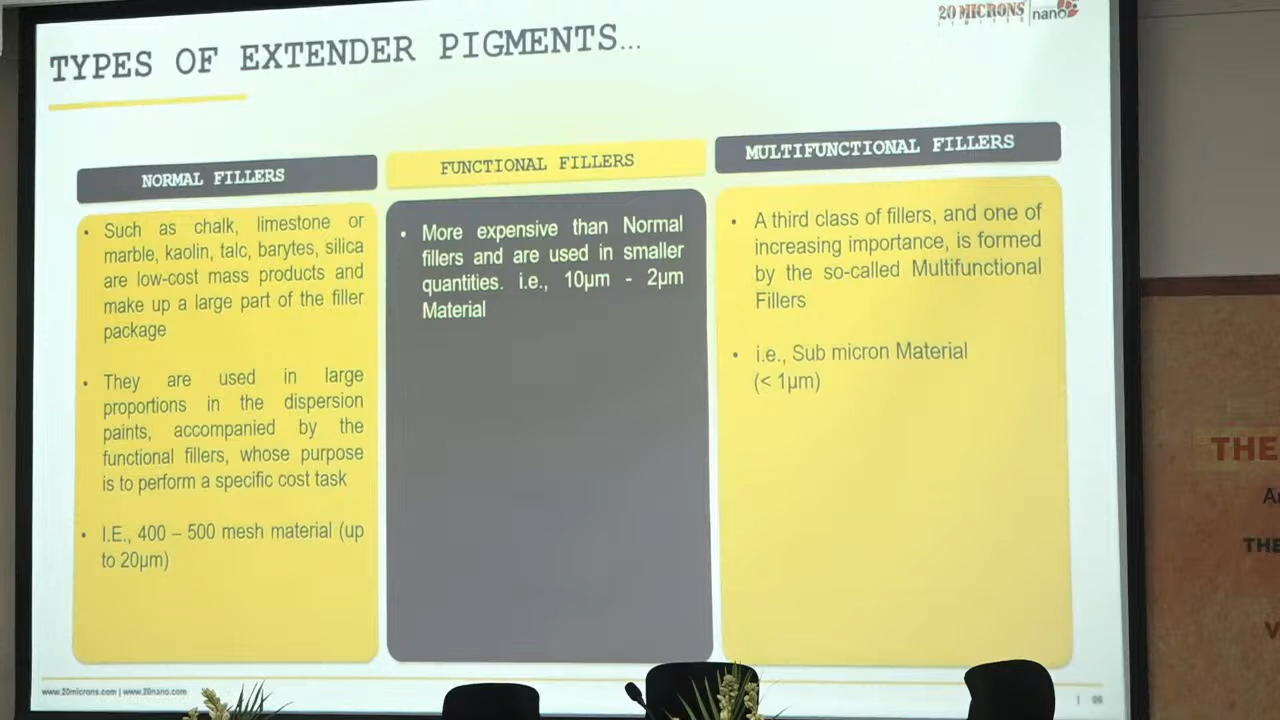 20 MICRONS
LIMITED
nano
TYPES OF EXTENDER PIGMENTS...
NORMAL FILLERS
• Such as chalk, limestone or
marble, kaolin, talc, barytes, silica
are low-cost mass products and
make up a large part of the filler
package
• They are used in large
proportions in the dispersion
paints, accompanied by the
functional fillers, whose purpose
is to perform a specific cost task
• I.E., 400 – 500 mesh material (up
to 20µm)
FUNCTIONAL FILLERS
• More expensive than Normal
fillers and are used in smaller
quantities. i.e., 10µm - 2µm
Material
MULTIFUNCTIONAL FILLERS
• A third class of fillers, and one of
increasing importance, is formed
by the so-called Multifunctional
Fillers
• i.e., Sub micron Material
(< 1µm)
www.20microns.com | www.20nano.com
| 06
THE
THE
V